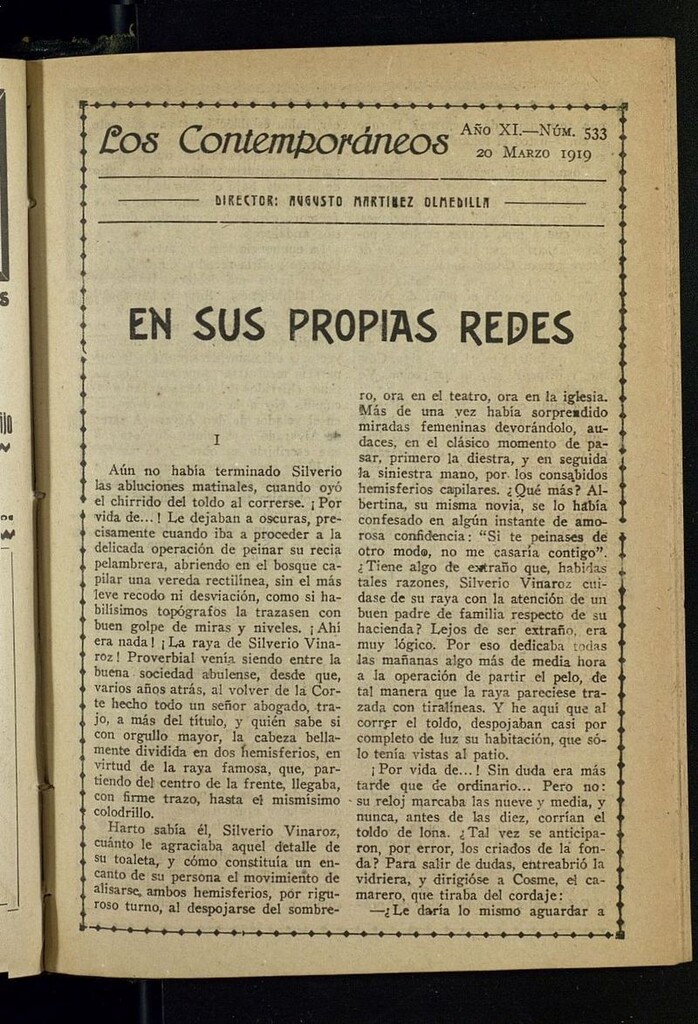 Los Contemporáneos
Año XI.—Núm. 533
20 Marzo 1919
DIRECTOR: AUGUSTO MARTINEZ OLMEDILLA
EN SUS PROPIAS REDES
I
Aún no había terminado Silverio
las abluciones matinales, cuando oyó
el chirrido del toldo al correrse. ¡Por
vida de...! Le dejaban a oscuras, pre-
cisamente cuando iba a proceder a la
delicada operación de peinar su recia
pelambrera, abriendo en el bosque ca-
pilar una vereda rectilínea, sin el más
leve recodo ni desviación, como si ha-
bilísimos topógrafos la trazasen con
buen golpe de miras y niveles. ¡Ahí
era nada! ¡La raya de Silverio Vina-
roz! Proverbial venía siendo entre la
buena sociedad abulense, desde que,
varios años atrás, al volver de la Cor-
te hecho todo un señor abogado, tra-
jo, a más del título, y quién sabe si
con orgullo mayor, la cabeza bella-
mente dividida en dos hemisferios, en
virtud de la raya famosa, que, par-
tiendo del centro de la frente, llegaba,
con firme trazo, hasta el mismísimo
colodrillo.
Harto sabía él, Silverio Vinaroz,
cuánto le agraciaba aquel detalle de
su toaleta, y cómo constituía un en-
canto de su persona el movimiento de
alisarse ambos hemisferios, por rigu-
roso turno, al despojarse del sombre-
ro, ora en el teatro, ora en la iglesia.
Más de una vez había sorprendido
miradas femeninas devorándolo, au-
daces, en el clásico momento de pa-
sar, primero la diestra, y en seguida
la siniestra mano, por los consabidos
hemisferios capilares. ¿Qué más? Al-
bertina, su misma novia, se lo había
confesado en algún instante de amo-
rosa confidencia: "Si te peinases de
otro modo, no me casaría contigo".
¿Tiene algo de extraño que, habidas
tales razones, Silverio Vinaroz cui-
dase de su raya con la atención de un
buen padre de familia respecto de su
hacienda? Lejos de ser extraño, era
muy lógico. Por eso dedicaba todas
las mañanas algo más de media hora
a la operación de partir el pelo, de
tal manera que la raya pareciese tra-
zada con tiralíneas. Y he aquí que al
correr el toldo, despojaban casi por
completo de luz su habitación, que só-
lo tenía vistas al patio.
¡Por vida de...! Sin duda era más
tarde que de ordinario... Pero no:
su reloj marcaba las nueve y media, y
nunca, antes de las diez, corrían el
toldo de lona. ¿Tal vez se anticipa-
ron, por error, los criados de la fon-
da? Para salir de dudas, entreabrió la
vidriera, y dirigióse a Cosme, el ca-
marero, que tiraba del cordaje:
—¿Le daría lo mismo aguardar a